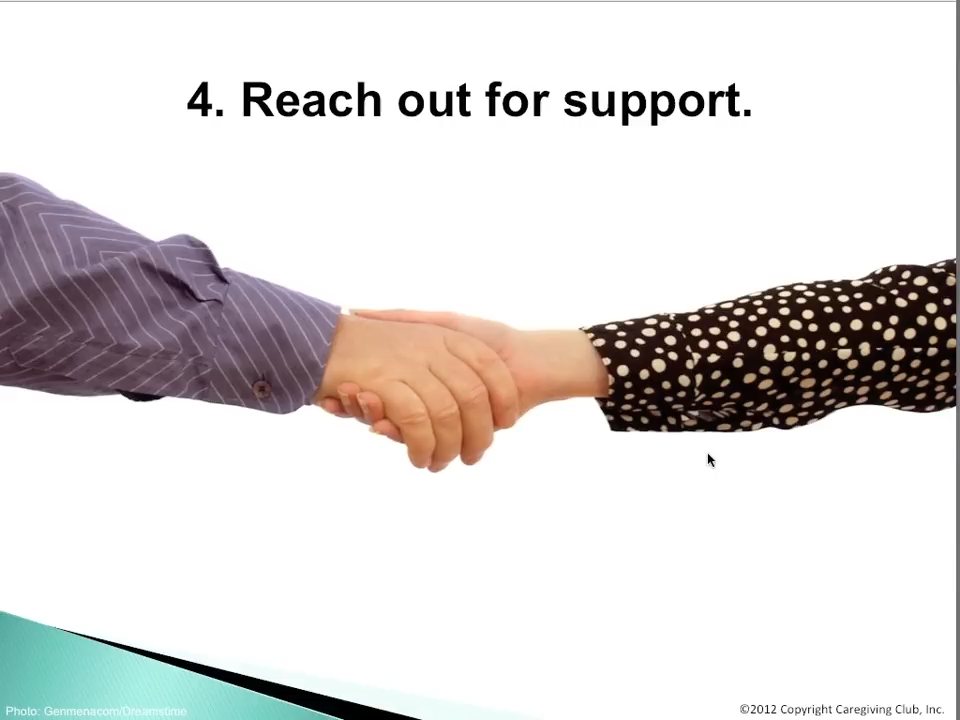 4. Reach out for support.
Photo: Genmenacom/Dreamstime
©2012 Copyright Caregiving Club, Inc.